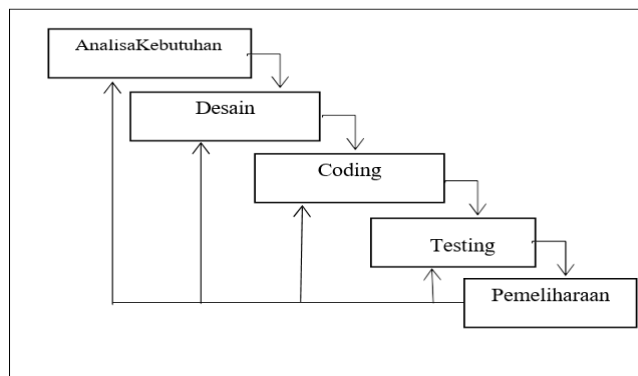 AnalisaKebutuhan
Desain
Coding
Testing
Pemeliharaan